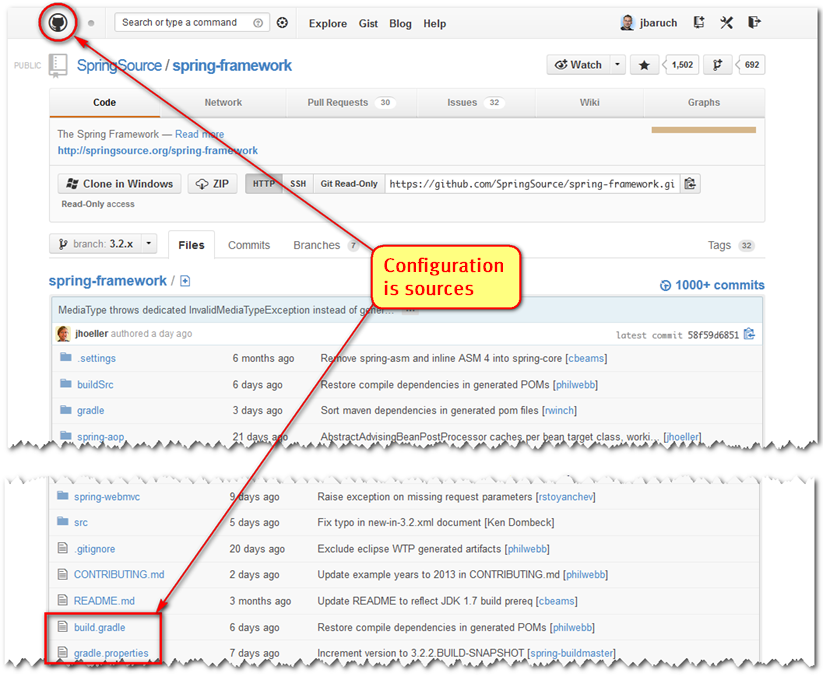 Search or type a command
Explore Gist Blog Help
jbaruch
PUBLIC
SpringSource / spring-framework
Watch
1,502
692
Code
Network
Pull Requests 30
Issues 32
Wiki
Graphs
The Spring Framework — Read more
http://springsource.org/spring-framework
Clone in Windows
ZIP
HTTP SSH Git Read-Only
https://github.com/SpringSource/spring-framework.gi
Read-Only access
branch: 3.2.x
Files
Commits
Branches 7
Tags 32
Configuration
is sources
spring-framework /
1000+ commits
MediaType throws dedicated InvalidMediaTypeException instead of gener...
jhoeller authored a day ago
latest commit 58f59d6851
.settings 6 months ago Remove spring-asm and inline ASM 4 into spring-core [cbeams]
buildSrc 6 days ago Restore compile dependencies in generated POMs [philwebb]
gradle 3 days ago Sort maven dependencies in generated pom files [rwinch]
spring-aop 21 days ago AbstractAdvisingBeanPostProcessor caches per bean target class, worki... [jhoeller]
spring-webmvc 9 days ago Raise exception on missing request parameters [rstoyanchev]
src 5 days ago Fix typo in new-in-3.2.xml document [Ken Dombeck]
.gitignore 20 days ago Exclude eclipse WTP generated artifacts [philwebb]
CONTRIBUTING.md 2 days ago Update example years to 2013 in CONTRIBUTING.md [philwebb]
README.md 3 months ago Update README to reflect JDK 1.7 build prereq [cbeams]
build.gradle 6 days ago Restore compile dependencies in generated POMs [philwebb]
gradle.properties 7 days ago Increment version to 3.2.2.BUILD-SNAPSHOT [spring-buildmaster]